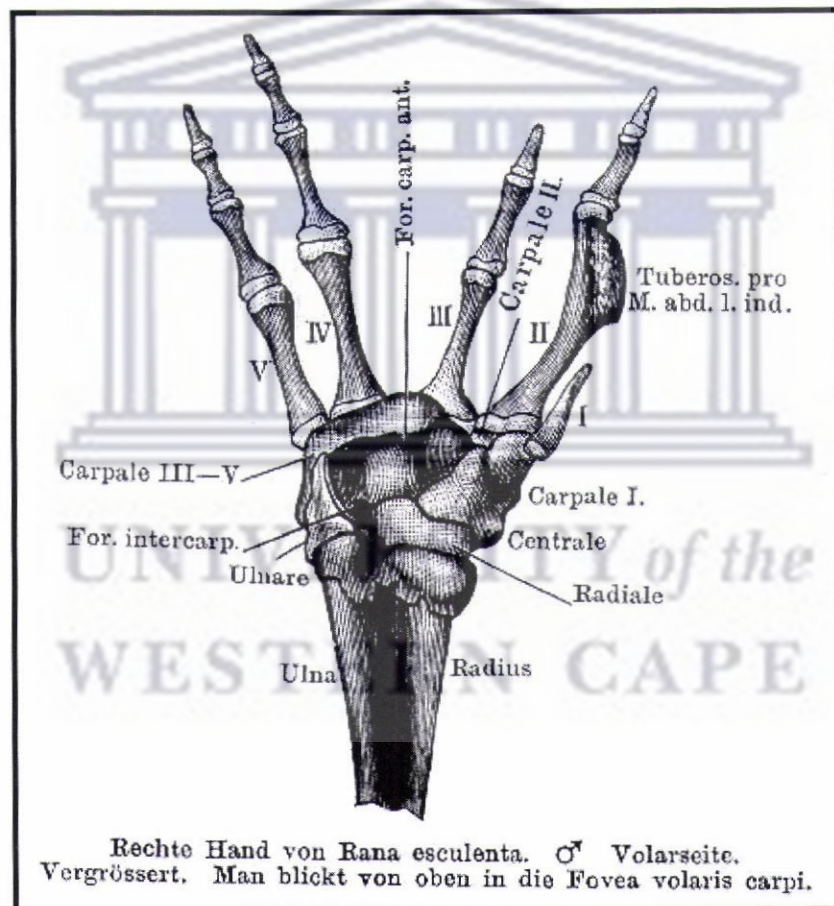 For. carp. ant.
Carpale II.
Tuberos. pro
M. abd. l. ind.
V
IV
III
II
I
Carpale III—V
Carpale I.
For. intercarp.
Centrale
Ulnare
Radiale
UNIVERSITY of the
WESTERN CAPE
Ulna
Radius
Rechte Hand von Rana esculenta. ♂ Volarseite.
Vergrössert. Man blickt von oben in die Fovea volaris carpi.